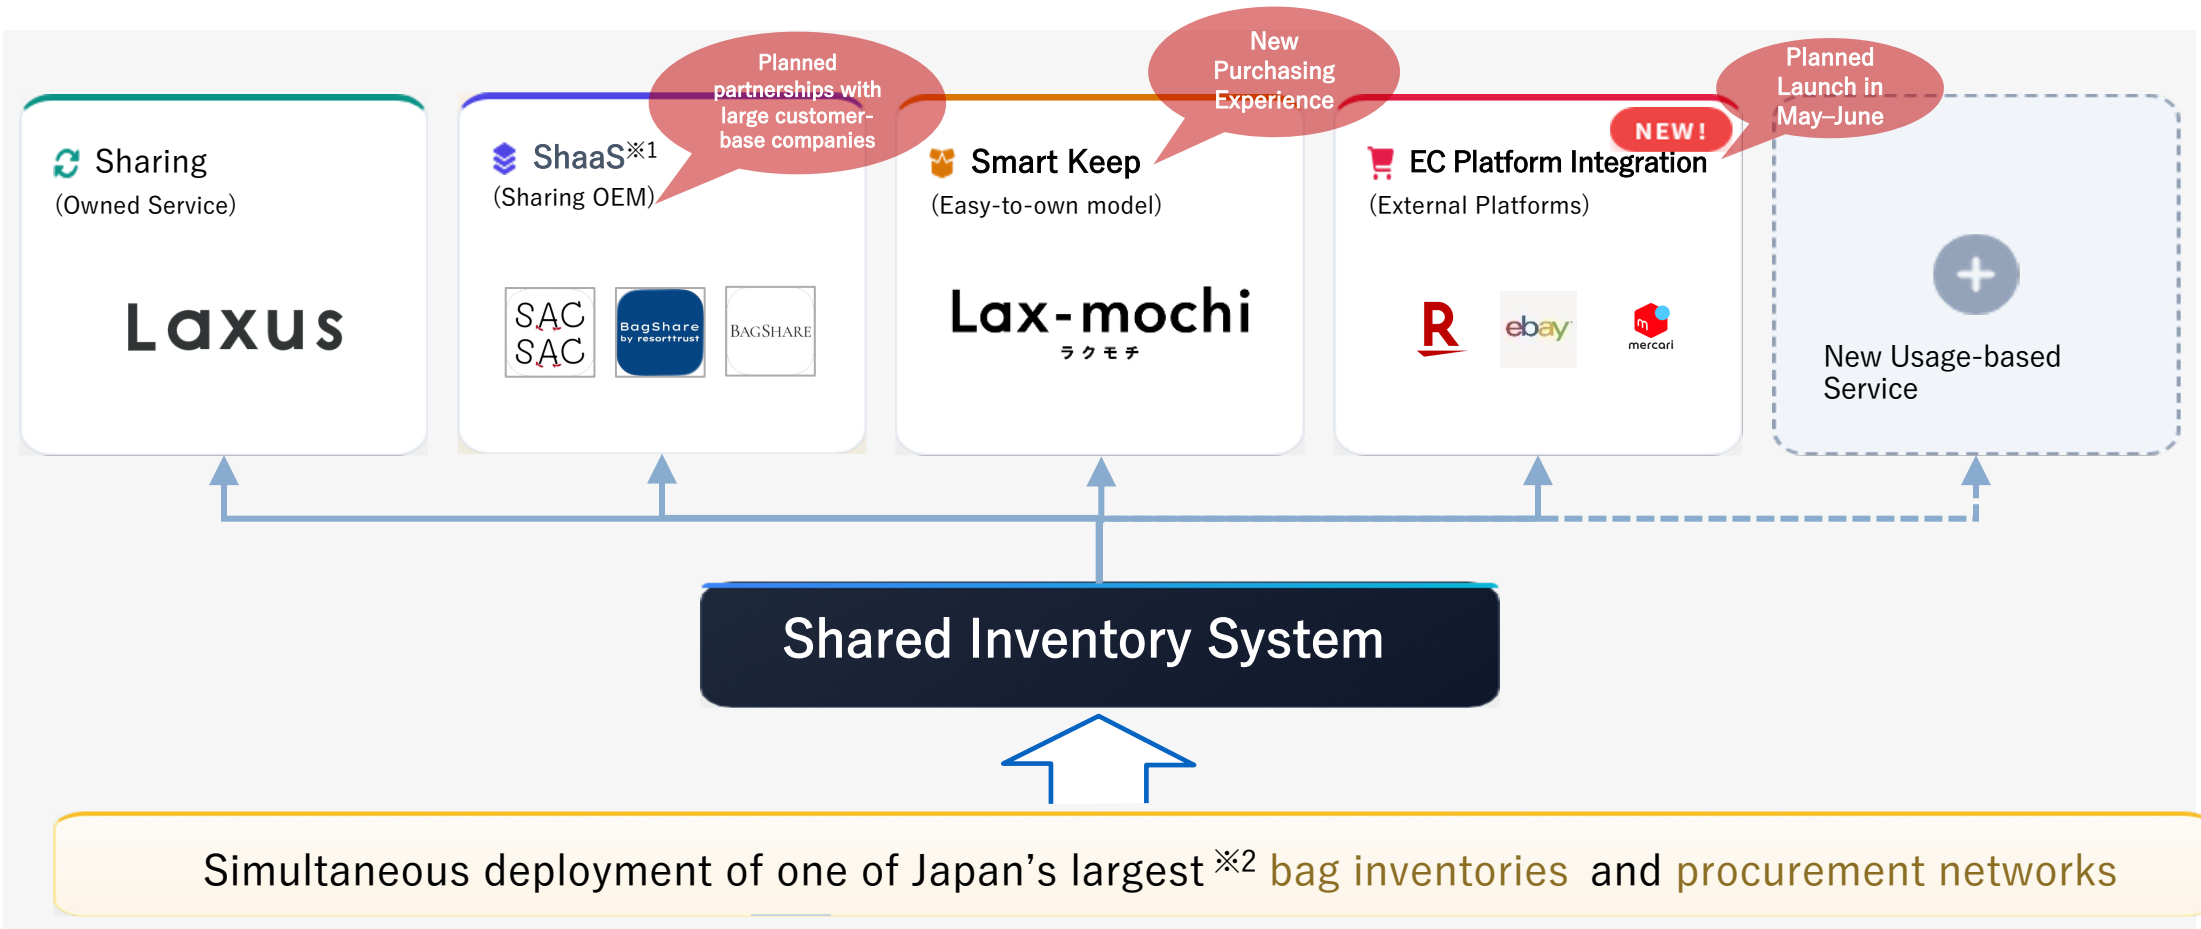 Planned
partnerships with
large customer-
base companies
New
Purchasing
Experience
Planned
Launch in
May–June
Sharing
(Owned Service)
Laxus
ShaaS※1
(Sharing OEM)
SAC
SAC
BagShare
by resorttrust
BAGSHARE
Smart Keep
(Easy-to-own model)
Lax-mochi
ラクモチ
NEW!
EC Platform Integration
(External Platforms)
R
ebay
m
mercari
New Usage-based
Service
Shared Inventory System
Simultaneous deployment of one of Japan's largest ※2 bag inventories and procurement networks